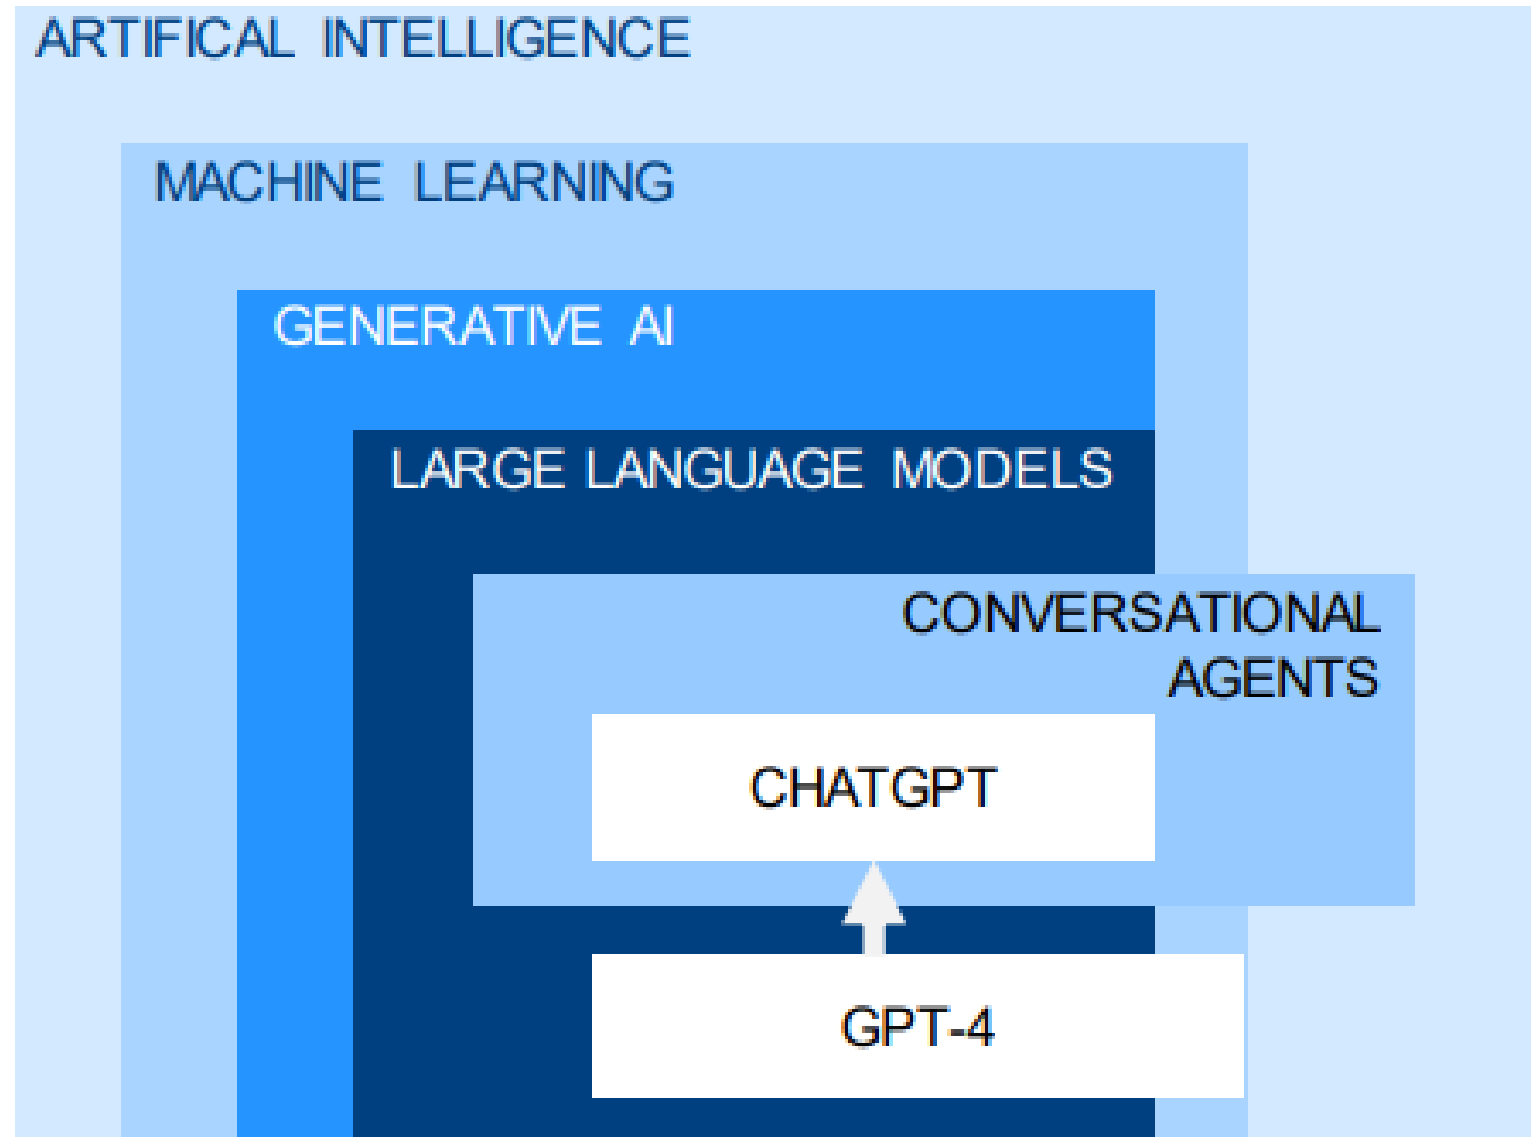 ARTIFICAL INTELLIGENCE
MACHINE LEARNING
GENERATIVE AI
LARGE LANGUAGE MODELS
CONVERSATIONAL
AGENTS
CHATGPT
GPT-4